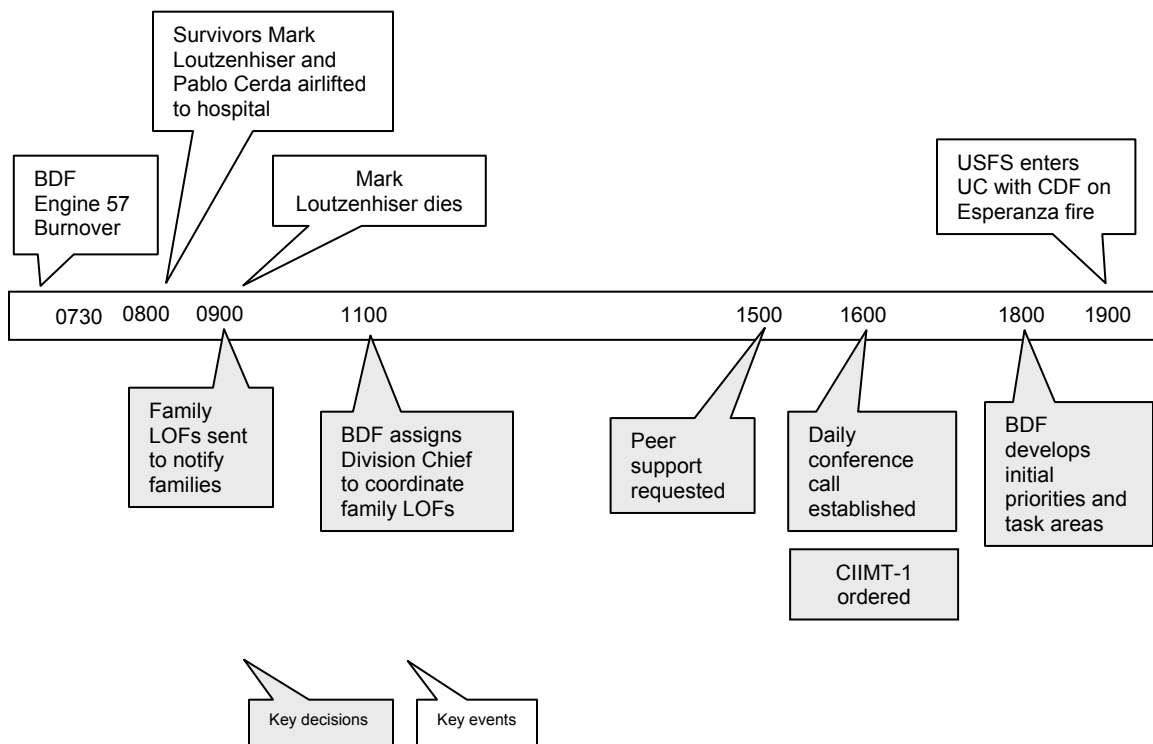 Survivors Mark
Loutzenhiser and
Pablo Cerda airlifted
to hospital
BDF
Engine 57
Burnover
Mark
Loutzenhiser dies
USFS enters
UC with CDF on
Esperanza fire
0730
0800
0900
1100
1500
1600
1800
1900
Family
LOFs sent
to notify
families
BDF assigns
Division Chief
to coordinate
family LOFs
Peer
support
requested
Daily
conference
call
established
CIIMT-1
ordered
BDF
develops
initial
priorities and
task areas
Key decisions
Key events